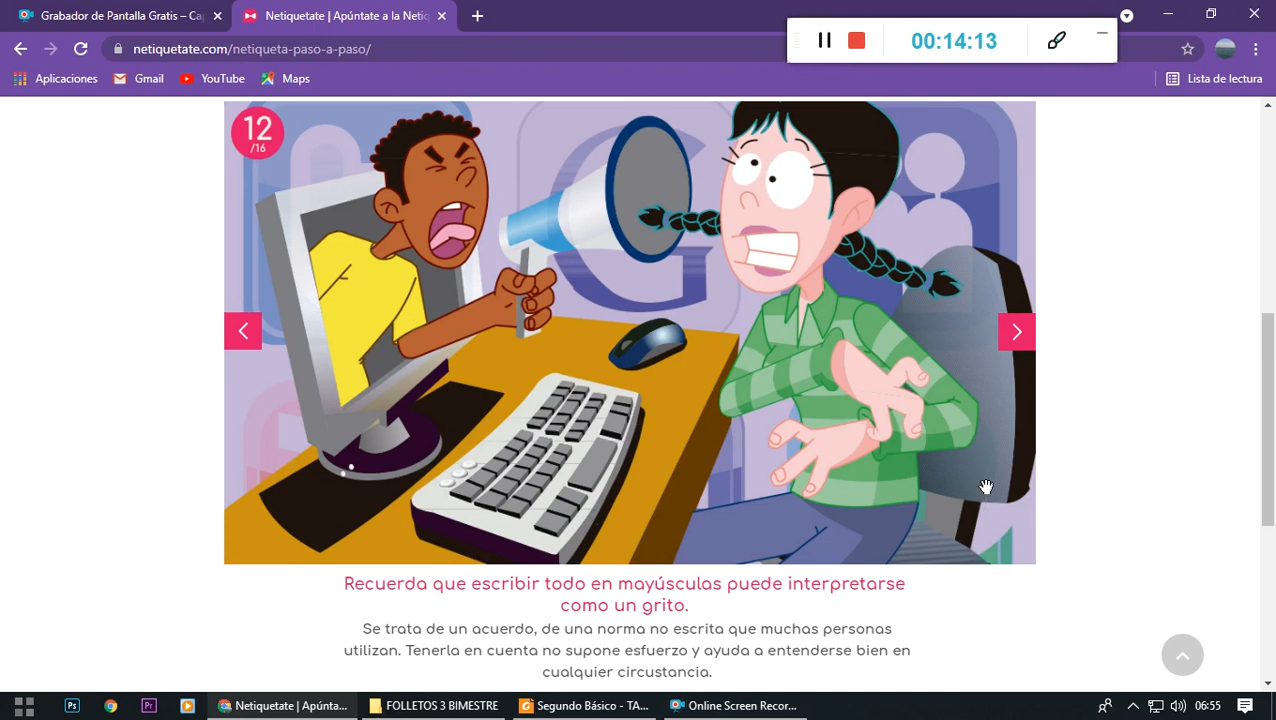 Grabador de Pantalla Gratis – Ca
Netiquetate | Apúntate a la Netiq
00:14:13
netiquetate.com/netiqueta-paso-a-paso/
Aplicaciones
Gmail
YouTube
Maps
Lista de lectura
12
/16
G
Recuerda que escribir todo en mayúsculas puede interpretarse
como un grito.
Se trata de un acuerdo, de una norma no escrita que muchas personas
utilizan. Tenerla en cuenta no supone esfuerzo y ayuda a entenderse bien en
cualquier circustancia.
Ps
Pr
Netiquetate | Apúnta...
FOLLETOS 3 BIMESTRE
Segundo Básico - TA...
Online Screen Recor...
06:55